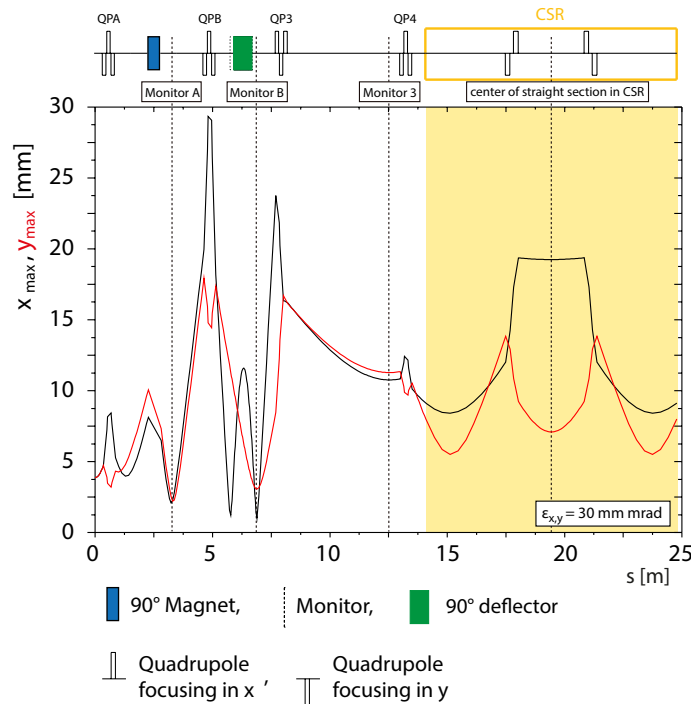 QPA QPB QP3 QP4 CSR
Monitor A Monitor B Monitor 3 center of straight section in CSR
30
25
20
15
10
5
0
x max, ymax [mm]
εx,y = 30 mm mrad
0 5 10 15 20 25
s [m]
90° Magnet, Monitor, 90° deflector
Quadrupole Quadrupole
focusing in x , focusing in y